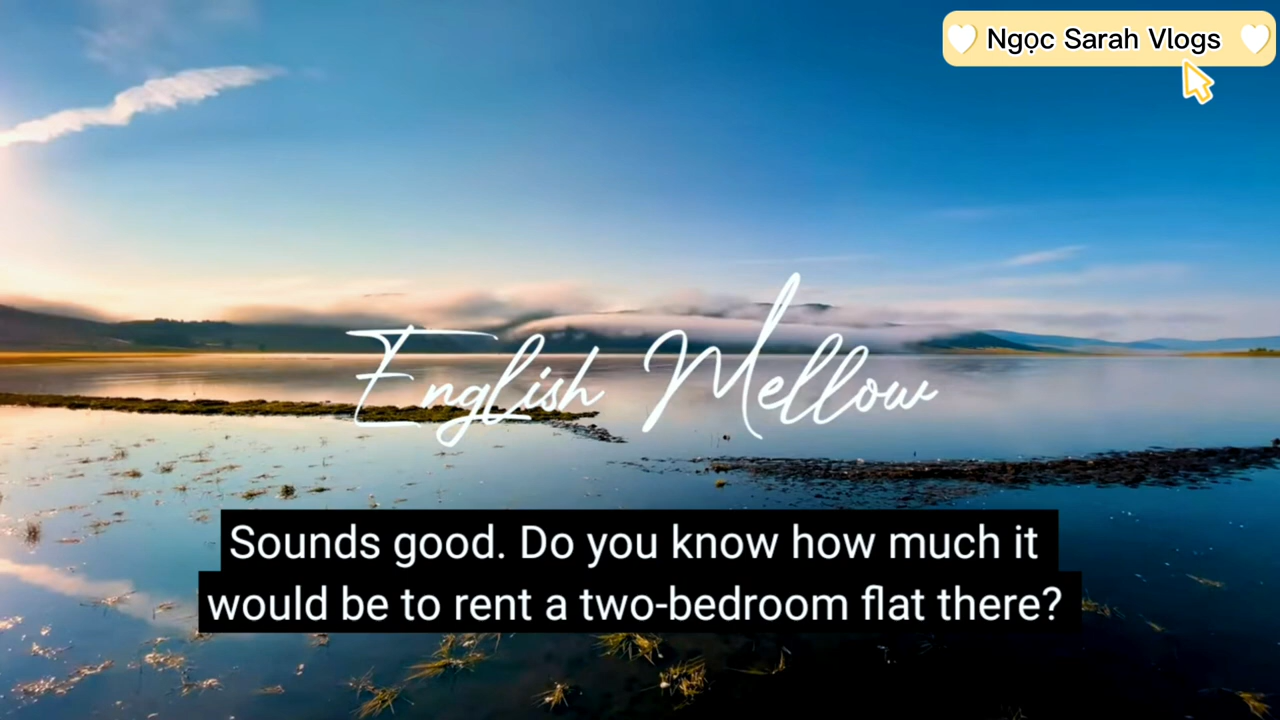 Ngọc Sarah Vlogs
English Mellow
Sounds good. Do you know how much it
would be to rent a two-bedroom flat there?